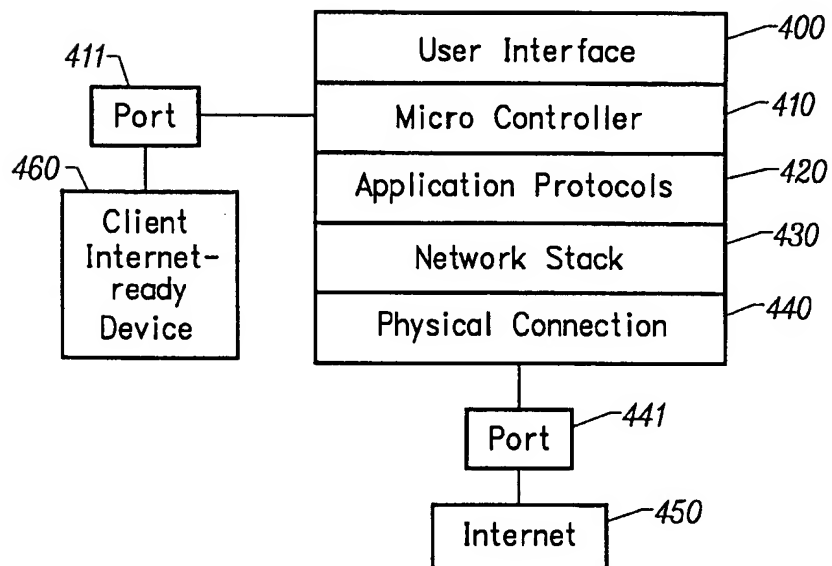 400
User Interface
411
Port
Micro Controller
410
460
Application Protocols
420
Client
Internet-
ready
Device
Network Stack
430
Physical Connection
440
Port
441
Internet
450